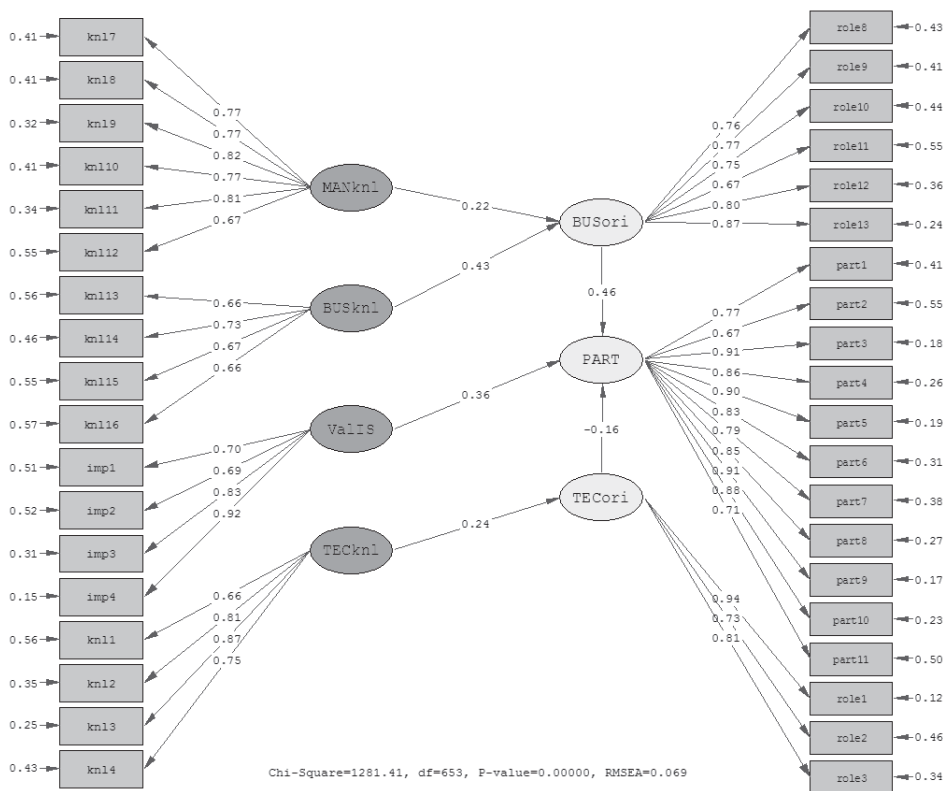 0.41 knl7
0.41 knl8
0.32 knl9
0.41 knl10
0.34 knl11
0.55 knl12
0.56 knl13
0.46 knl14
0.55 knl15
0.57 knl16
0.51 imp1
0.52 imp2
0.31 imp3
0.15 imp4
0.56 knl1
0.35 knl2
0.25 knl3
0.43 knl4
0.77
0.77
0.82
0.77
0.81
0.67
0.66
0.73
0.67
0.66
0.70
0.69
0.83
0.92
0.66
0.81
0.87
0.75
MANknl
BUSknl
ValIS
TECknl
0.22
0.43
0.36
0.24
BUSori
0.46
PART
-0.16
TECori
0.76
0.77
0.75
0.67
0.80
0.87
0.77
0.67
0.91
0.86
0.90
0.83
0.79
0.85
0.91
0.88
0.71
0.94
0.73
0.81
role8 0.43
role9 0.41
role10 0.44
role11 0.55
role12 0.36
role13 0.24
part1 0.41
part2 0.55
part3 0.18
part4 0.26
part5 0.19
part6 0.31
part7 0.38
part8 0.27
part9 0.17
part10 0.23
part11 0.50
role1 0.12
role2 0.46
role3 0.34
Chi-Square=1281.41, df=653, P-value=0.00000, RMSEA=0.069